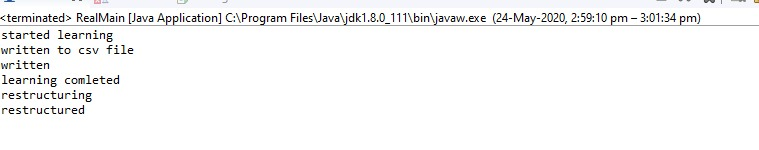 <terminated> RealMain [Java Application] C:\Program Files\Java\jdk1.8.0_111\bin\javaw.exe (24-May-2020, 2:59:10 pm – 3:01:34 pm)
started learning
written to csv file
written
learning comleted
restructuring
restructured